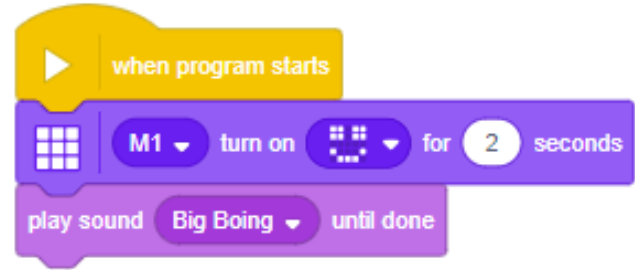 when program starts
M1 turn on for 2 seconds
play sound Big Boing until done